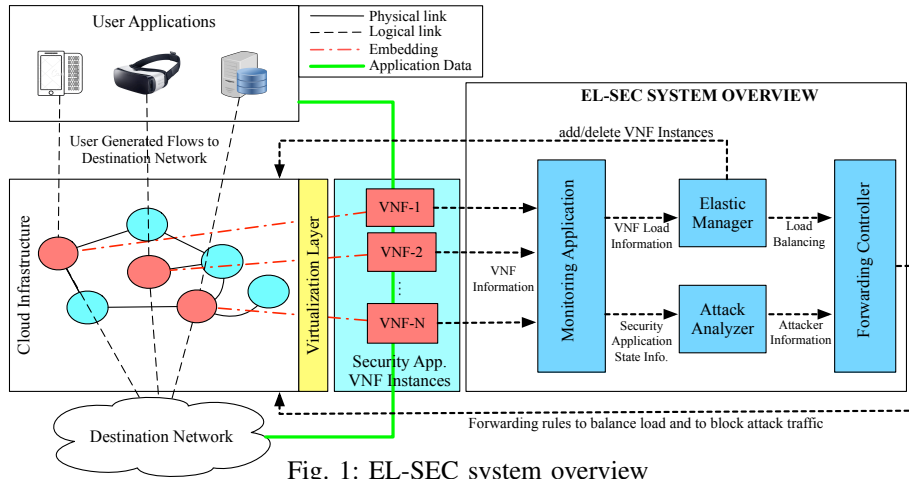 User Applications
Physical link
Logical link
Embedding
Application Data
EL-SEC SYSTEM OVERVIEW
add/delete VNF Instances
User Generated Flows to
Destination Network
Cloud Infrastructure
Virtualization Layer
VNF-1
VNF-2
VNF-N
Security App.
VNF Instances
VNF
Information
Monitoring Application
VNF Load
Information
Elastic
Manager
Load
Balancing
Security
Application
State Info.
Attack
Analyzer
Attacker
Information
Forwarding Controller
Destination Network
Forwarding rules to balance load and to block attack traffic
Fig. 1: EL-SEC system overview